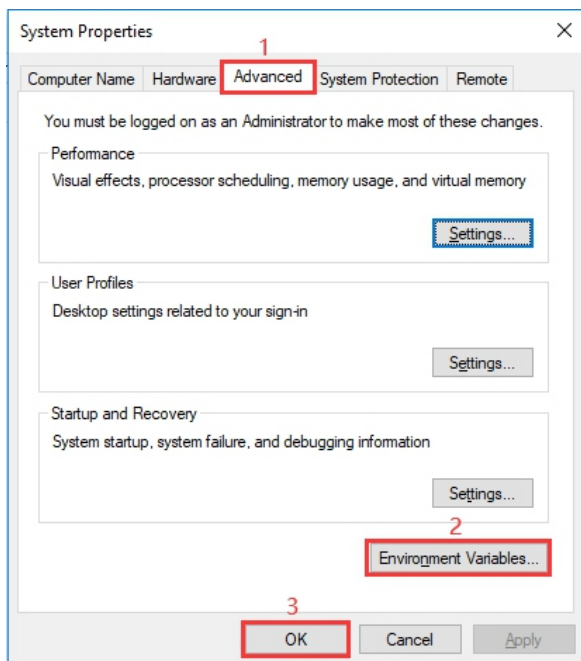 System Properties
1
Computer Name Hardware Advanced System Protection Remote
You must be logged on as an Administrator to make most of these changes.
Performance
Visual effects, processor scheduling, memory usage, and virtual memory
Settings...
User Profiles
Desktop settings related to your sign-in
Settings...
Startup and Recovery
System startup, system failure, and debugging information
Settings...
2
Environment Variables...
3
OK Cancel Apply